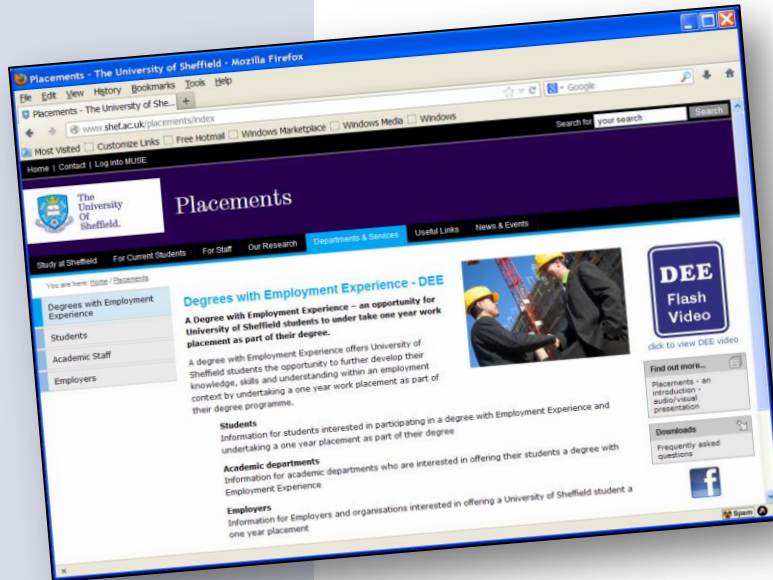 Placements - The University of Sheffield - Mozilla Firefox
File Edit View History Bookmarks Tools Help
Placements - The University of She... +
www.shef.ac.uk/placements/index
Google
Most Visited Customize Links Free Hotmail Windows Marketplace Windows Media Windows
Home | Contact | Log into MUSE
Search for your search Search
The
University
Of
Sheffield.
Placements
Study at Sheffield For Current Students For Staff Our Research Departments & Services Useful Links News & Events
You are here: Home / Placements
Degrees with Employment
Experience
Students
Academic Staff
Employers
Degrees with Employment Experience - DEE
A Degree with Employment Experience – an opportunity for
University of Sheffield students to under take one year work
placement as part of their degree.
A degree with Employment Experience offers University of
Sheffield students the opportunity to further develop their
knowledge, skills and understanding within an employment
context by undertaking a one year work placement as part of
their degree programme.
Students
Information for students interested in participating in a degree with Employment Experience and
undertaking a one year placement as part of their degree
Academic departments
Information for academic departments who are interested in offering their students a degree with
Employment Experience
Employers
Information for Employers and organisations interested in offering a University of Sheffield student a
one year placement
DEE
Flash
Video
click to view DEE video
Find out more...
Placements - an
introduction -
audio/visual
presentation
Downloads
Frequently asked
questions
f
x
Spam